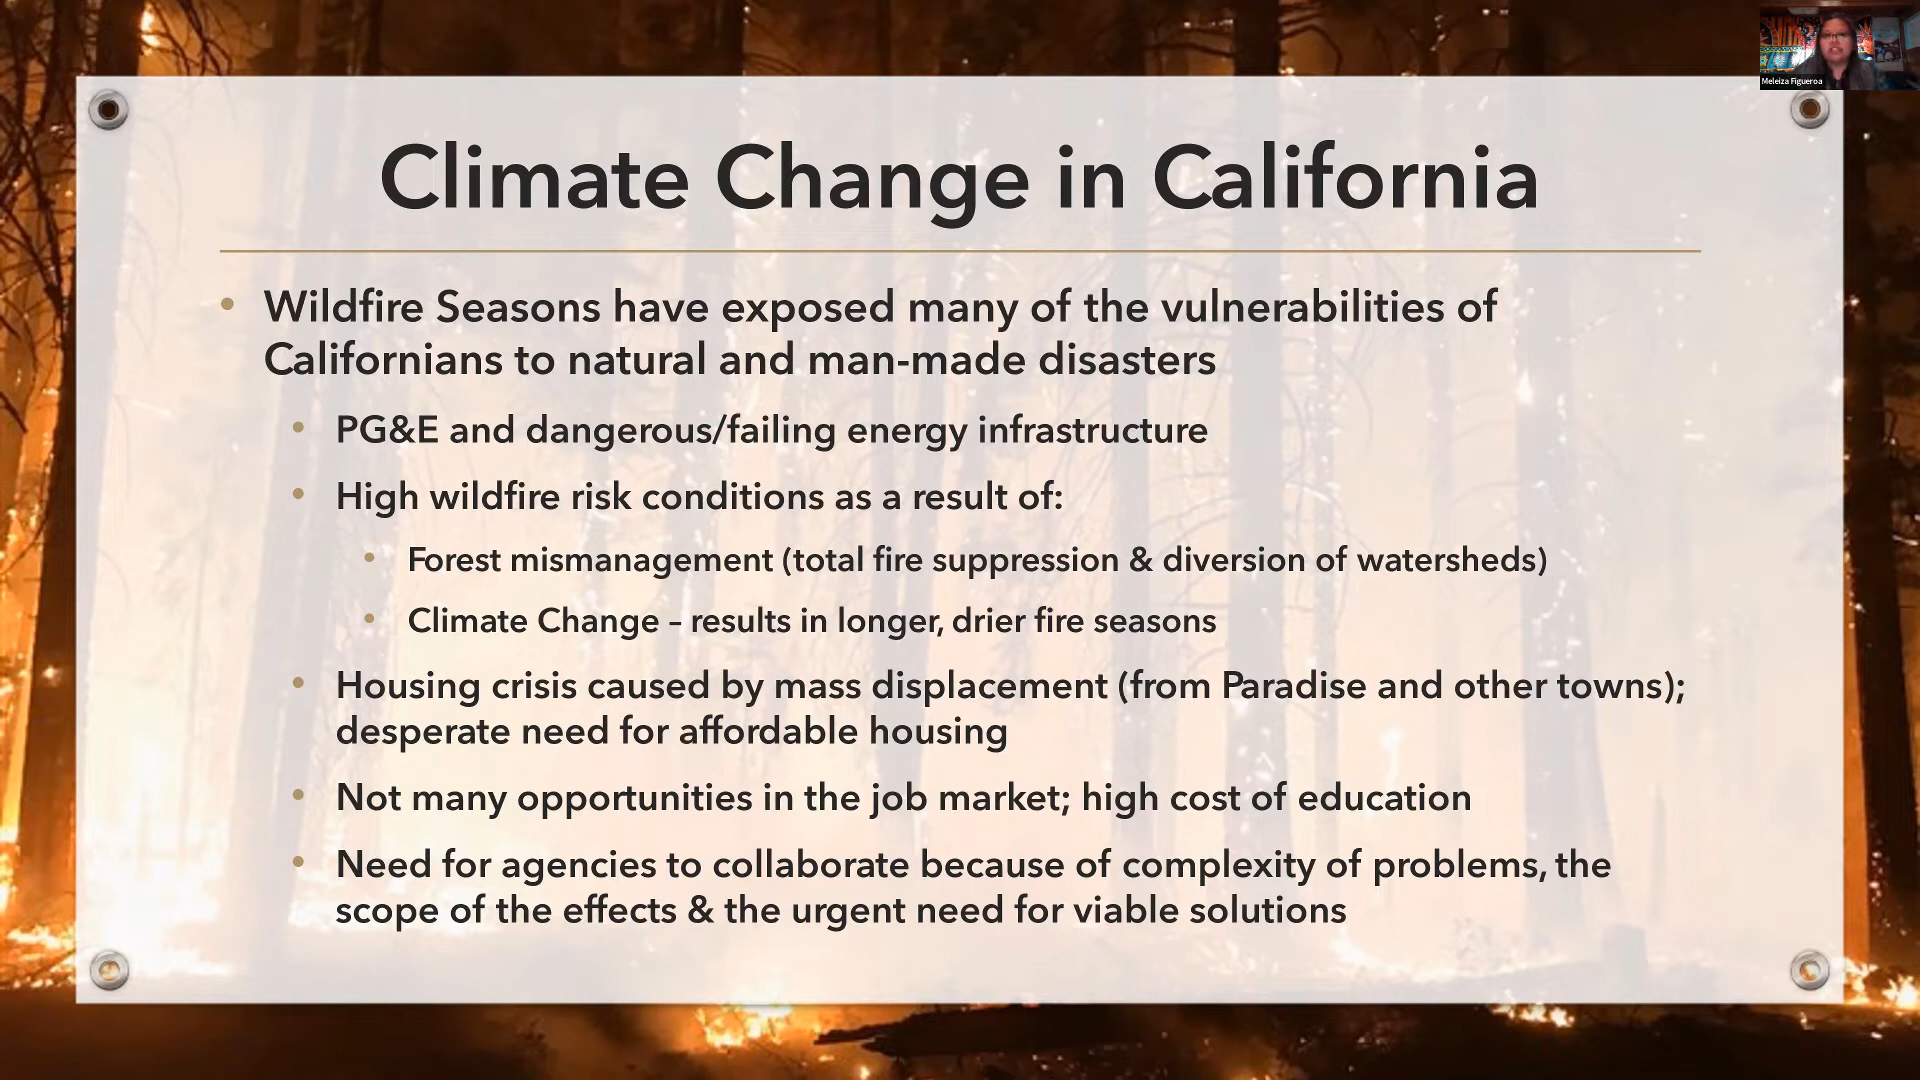 Meleiza Figueroa
Climate Change in California
• Wildfire Seasons have exposed many of the vulnerabilities of
Californians to natural and man-made disasters
• PG&E and dangerous/failing energy infrastructure
• High wildfire risk conditions as a result of:
• Forest mismanagement (total fire suppression & diversion of watersheds)
• Climate Change – results in longer, drier fire seasons
• Housing crisis caused by mass displacement (from Paradise and other towns);
desperate need for affordable housing
• Not many opportunities in the job market; high cost of education
• Need for agencies to collaborate because of complexity of problems, the
scope of the effects & the urgent need for viable solutions